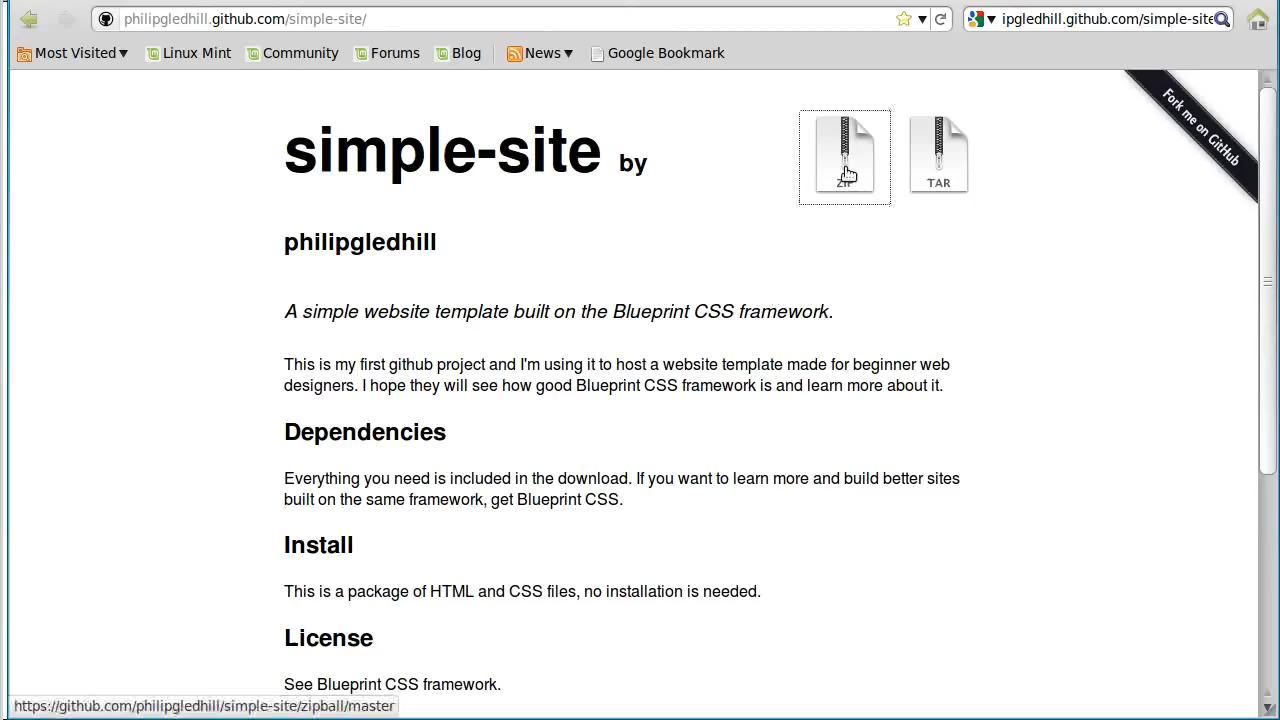 philipgledhill.github.com/simple-site/
ipgledhill.github.com/simple-site
Most Visited
Linux Mint
Community
Forums
Blog
News
Google Bookmark
Fork me on GitHub
simple-site by
ZIP
TAR
philipgledhill
A simple website template built on the Blueprint CSS framework.
This is my first github project and I'm using it to host a website template made for beginner web
designers. I hope they will see how good Blueprint CSS framework is and learn more about it.
Dependencies
Everything you need is included in the download. If you want to learn more and build better sites
built on the same framework, get Blueprint CSS.
Install
This is a package of HTML and CSS files, no installation is needed.
License
See Blueprint CSS framework.
https://github.com/philipgledhill/simple-site/zipball/master